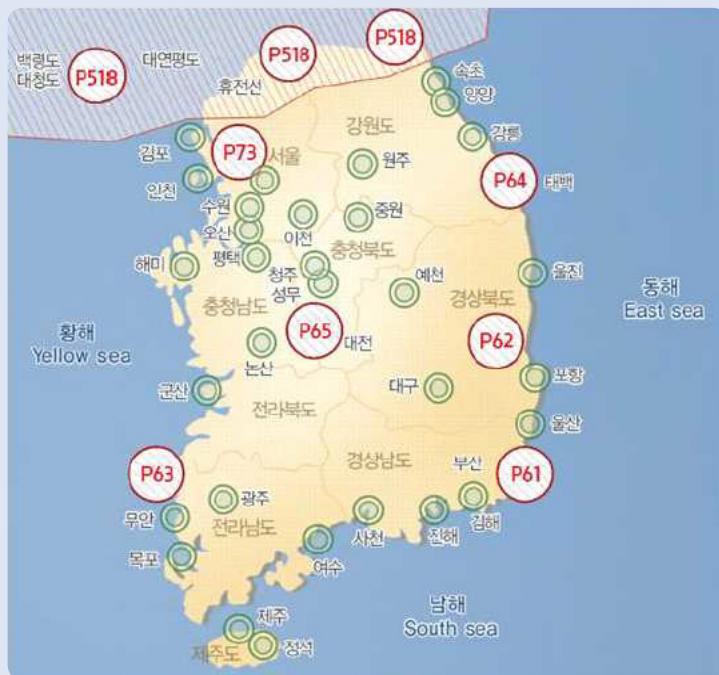 P518
P518
백령도
대청도
P518
대연평도
휴전선
속초
양양
강원도
강릉
김포
P73
서울
원주
P64
태백
인천
수원
이천
중원
오산
충청북도
해미
평택
청주
성무
예천
울진
경상북도
동해
East sea
충청남도
황해
Yellow sea
P65
대전
P62
논산
군산
대구
포항
전라북도
울산
경상남도
부산
P63
P61
광주
무안
전라남도
사천
진해
김해
목포
여수
남해
South sea
제주
제주도
정석